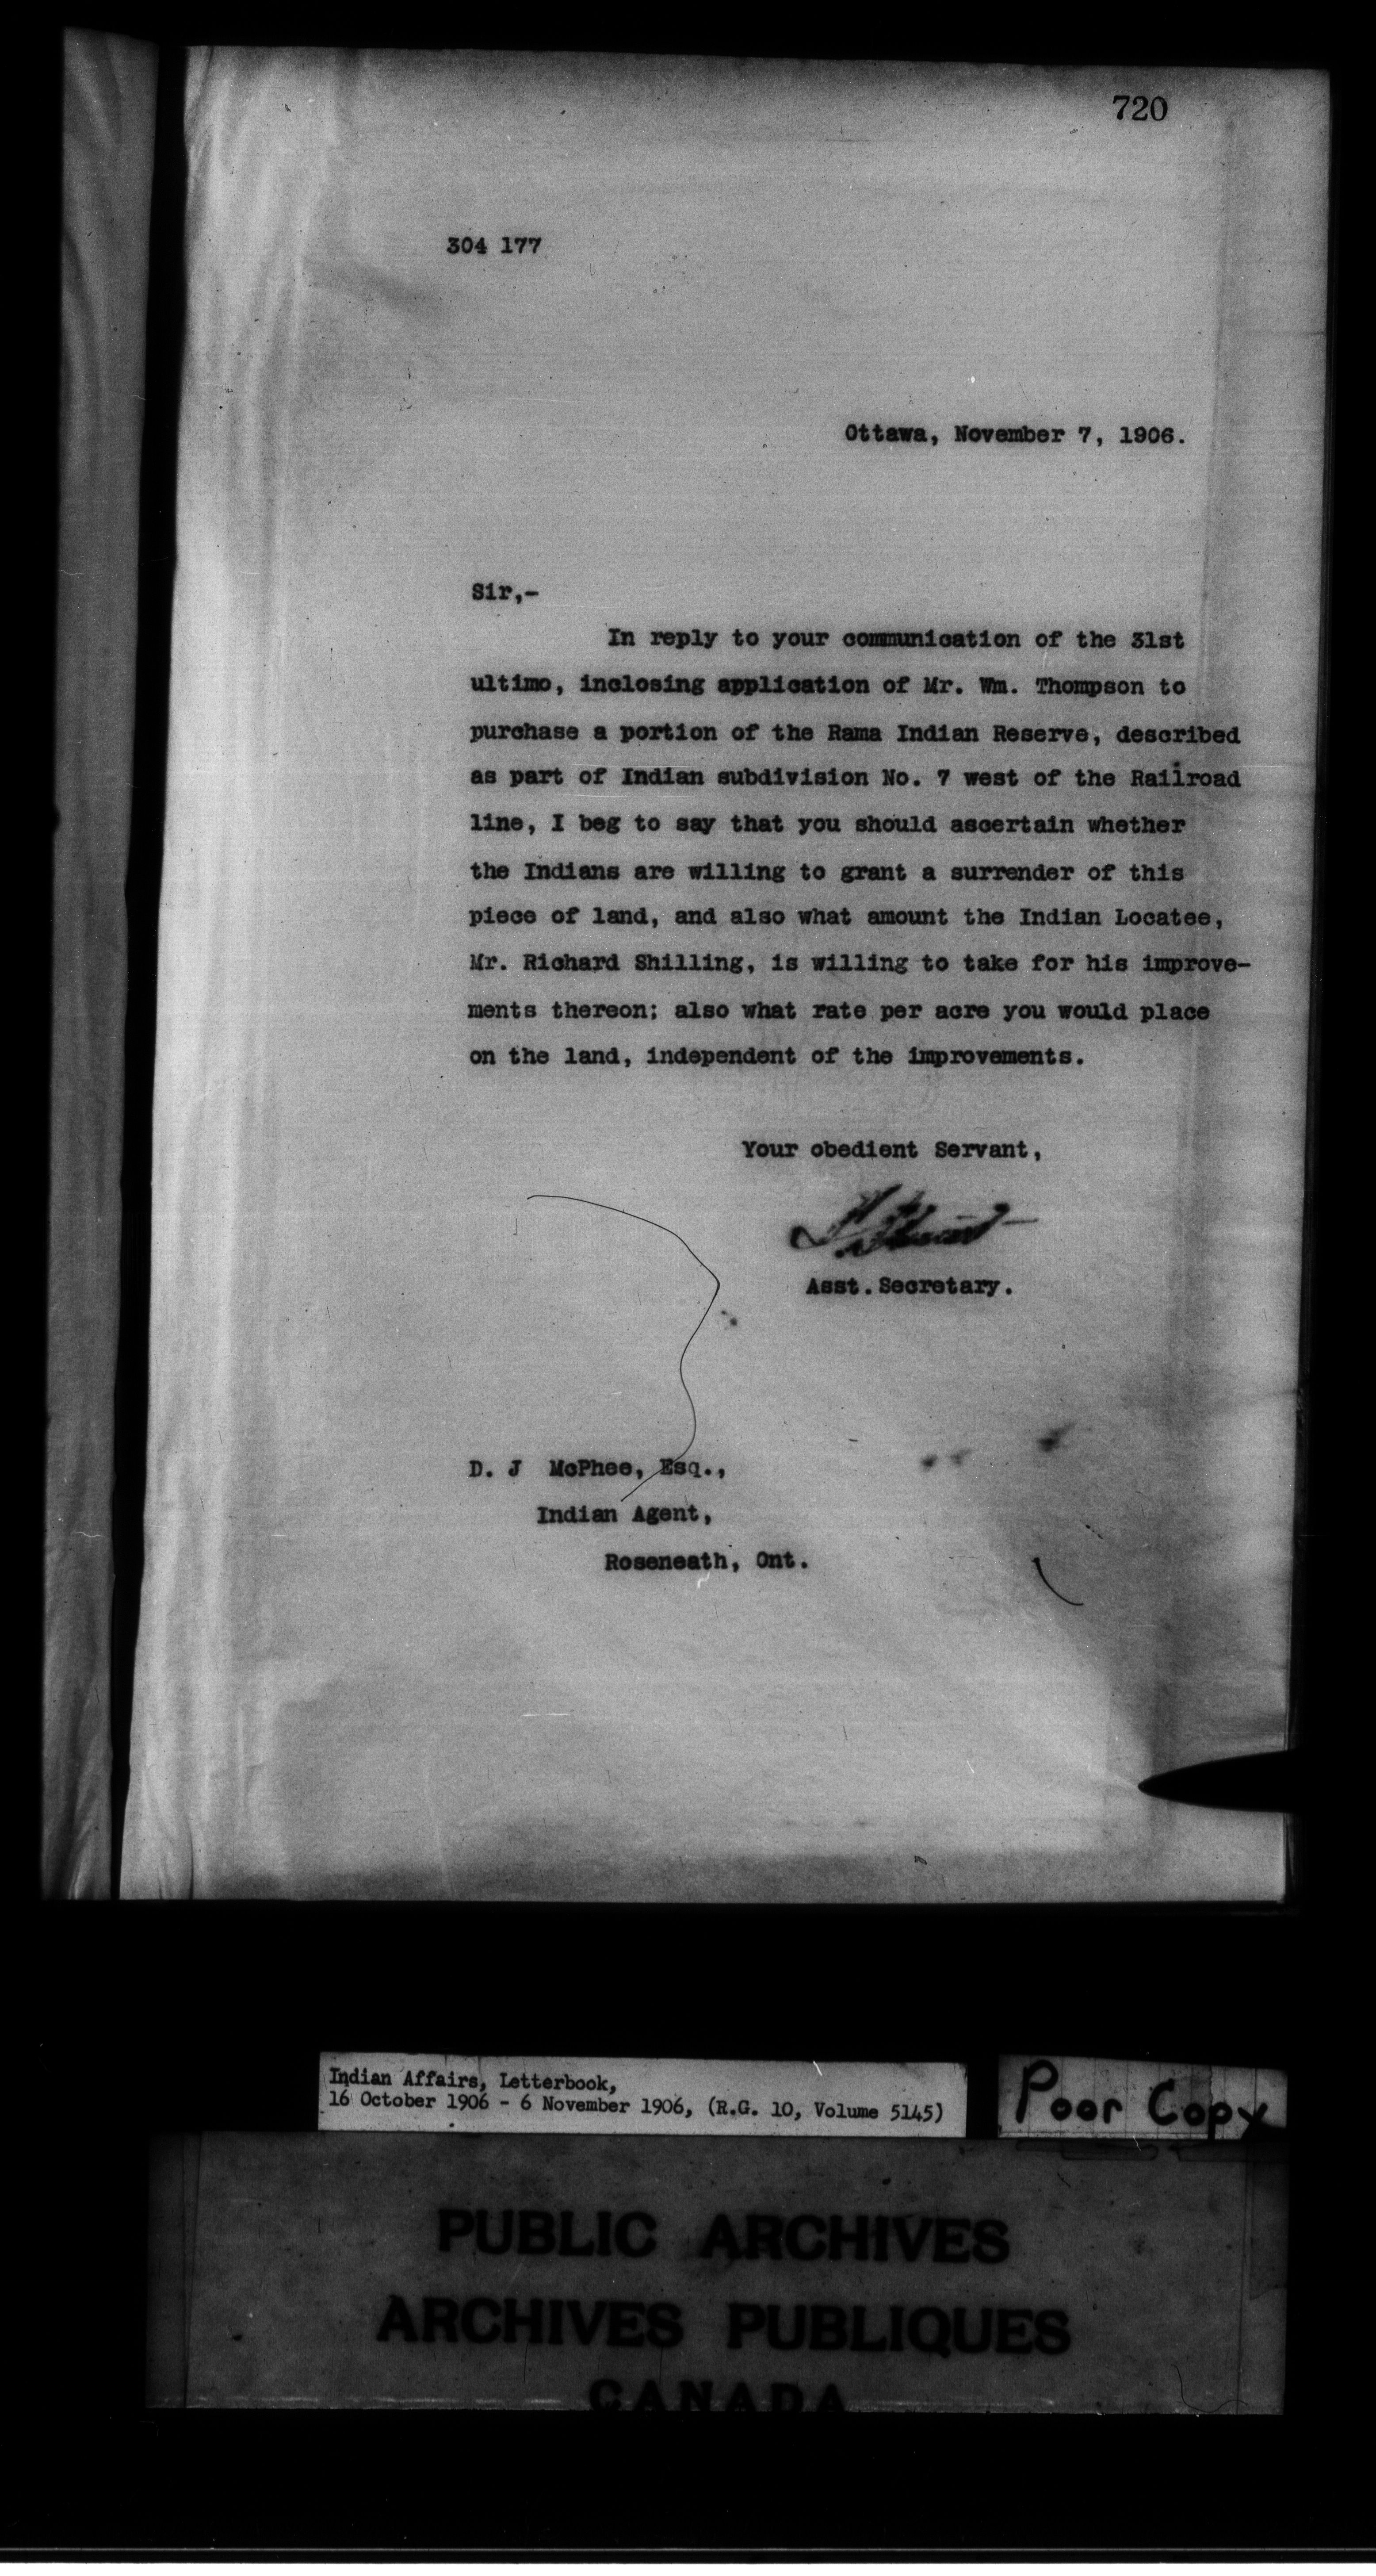 720
304 177
Ottawa, November 7, 1906.
Sir,-
In reply to your communication of the 31st
ultimo, inclosing application of Mr. Wm. Thompson to
purchase a portion of the Rama Indian Reserve, described
as part of Indian subdivision No. 7 west of the Railroad
line, I beg to say that you should ascertain whether
the Indians are willing to grant a surrender of this
piece of land, and also what amount the Indian Locatee,
Mr. Richard Shilling, is willing to take for his improve-
ments thereon; also what rate per acre you would place
on the land, independent of the improvements.
Your obedient Servant,
Asst. Secretary.
D. J McPhee, Esq.,
Indian Agent,
Roseneath, Ont.
Indian Affairs, Letterbook,
16 October 1906 - 6 November 1906, (R.G. 10, Volume 5145)
Poor Copy
PUBLIC ARCHIVES
ARCHIVES PUBLIQUES
CANADA